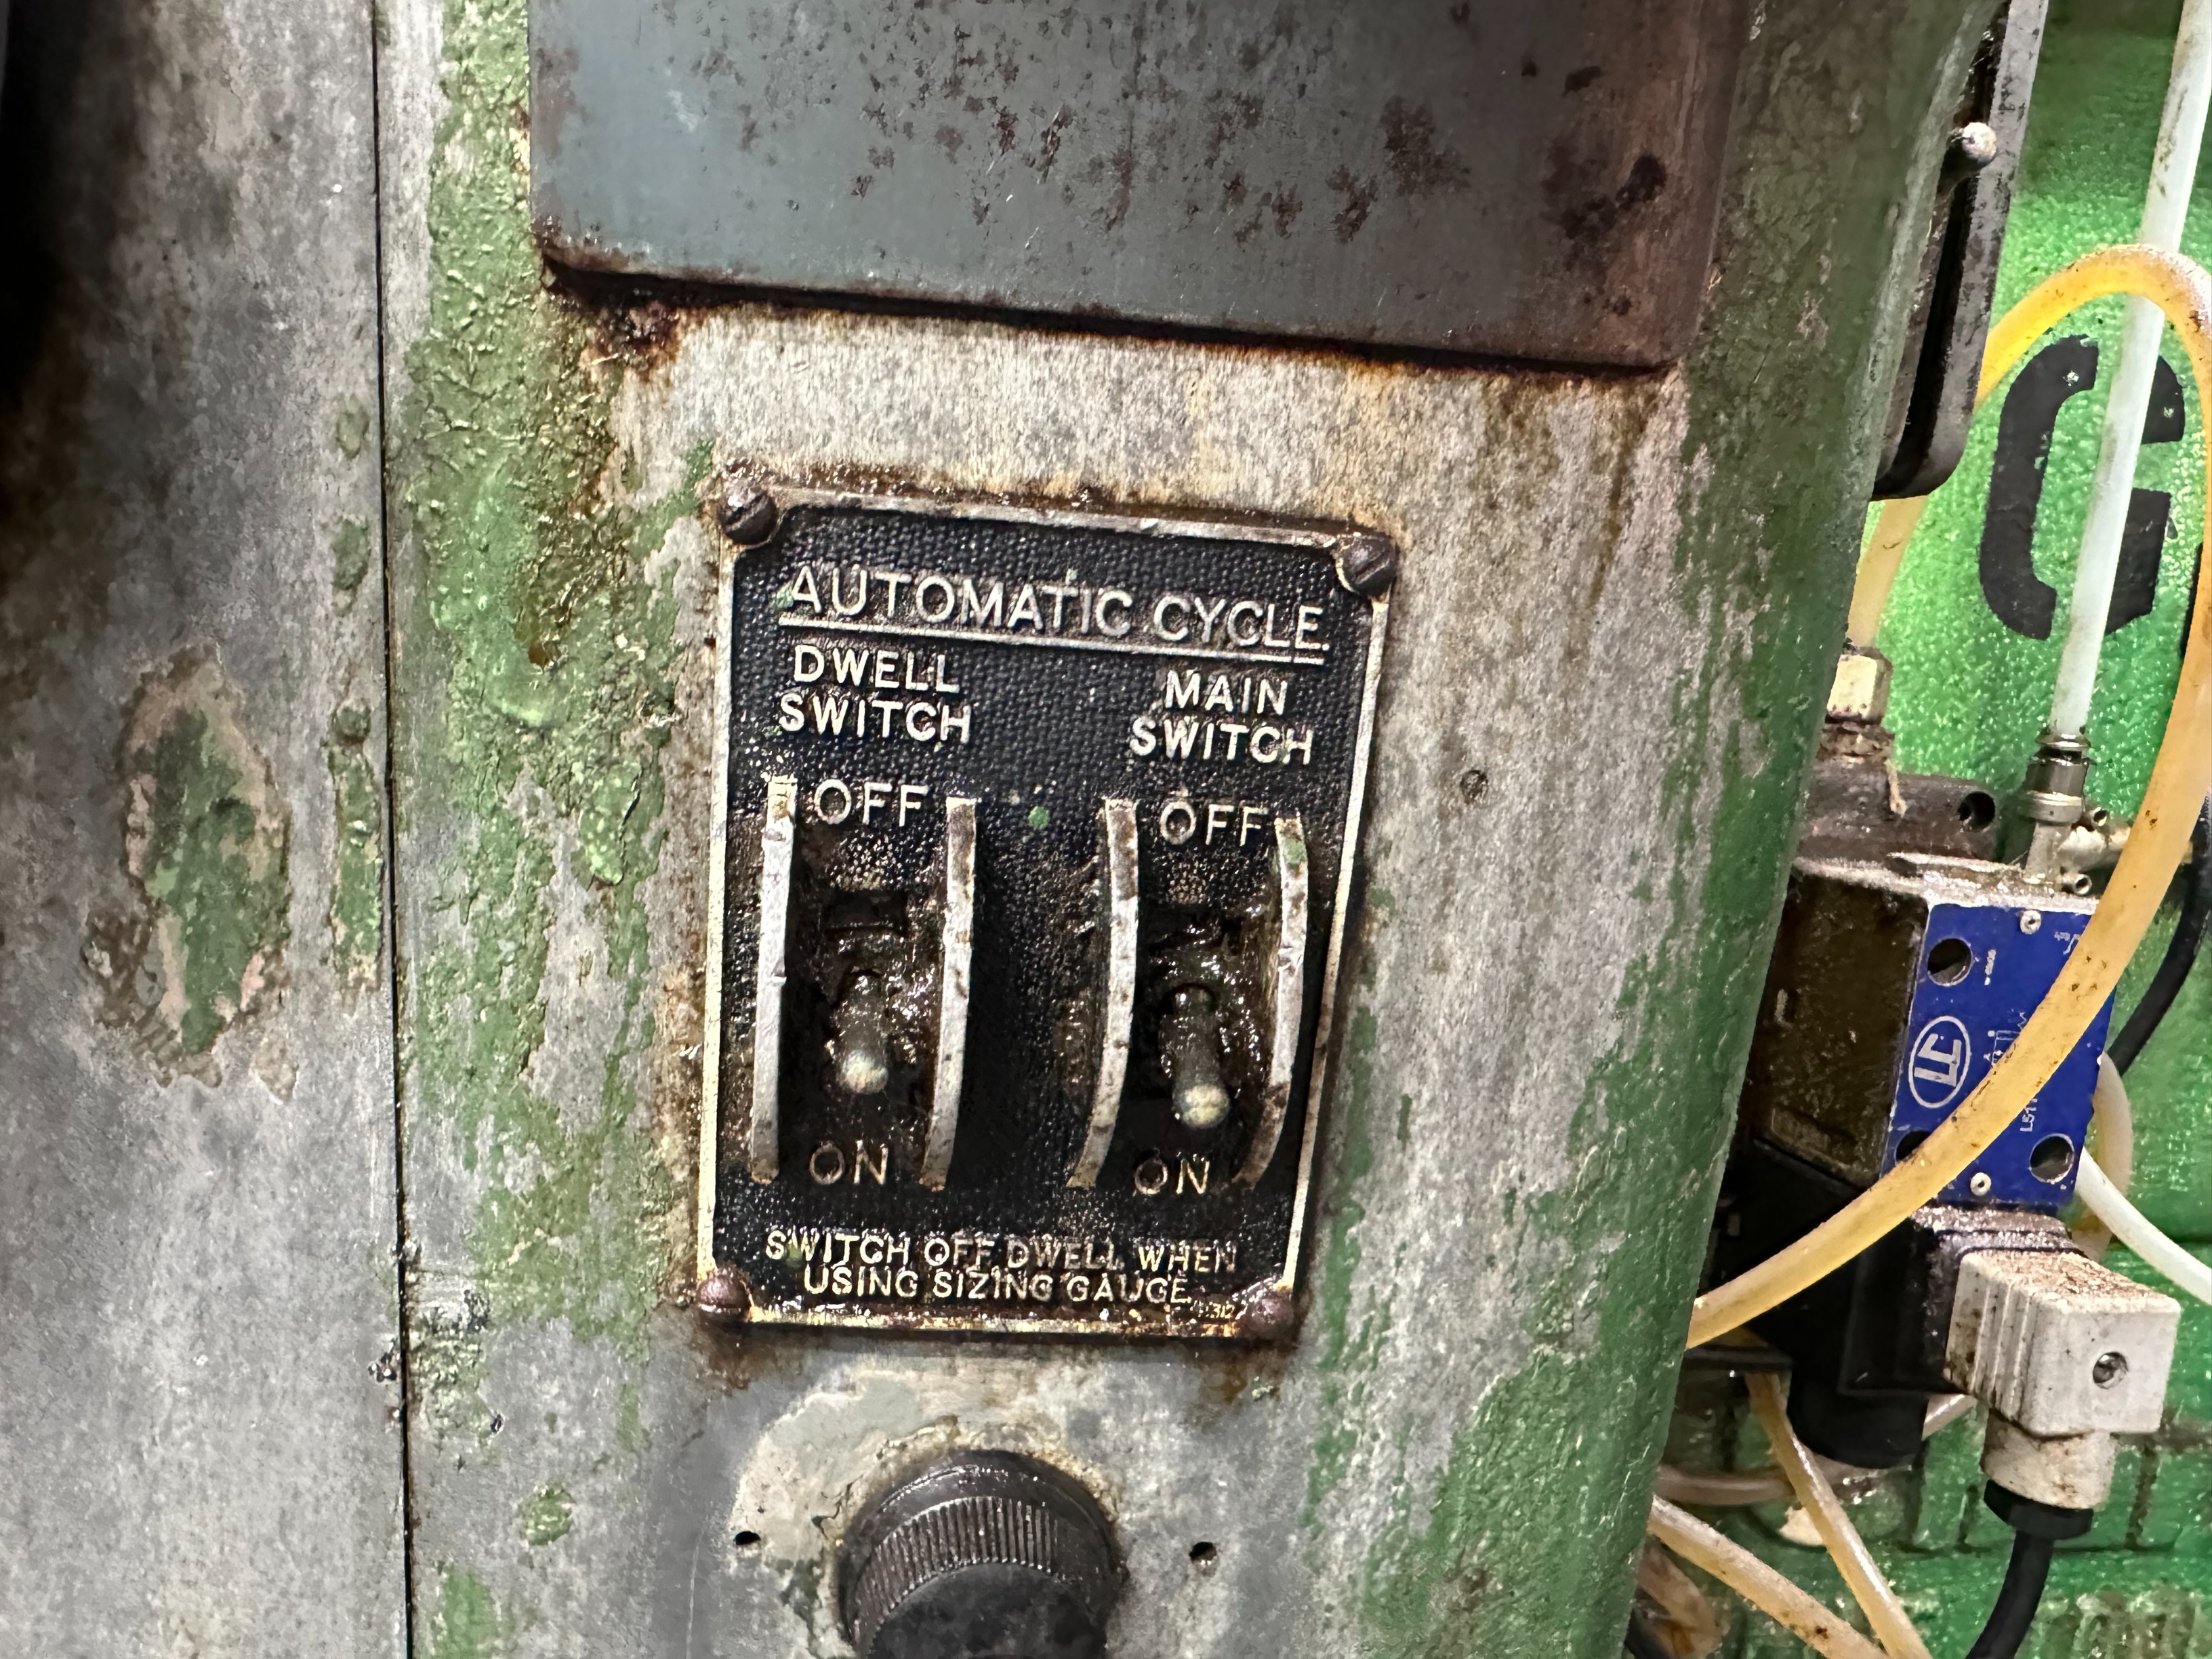 AUTOMATIC CYCLE.
DWELL SWITCH
MAIN SWITCH
OFF
OFF
ON
ON
SWITCH OFF DWELL WHEN
USING SIZING GAUGE.
G